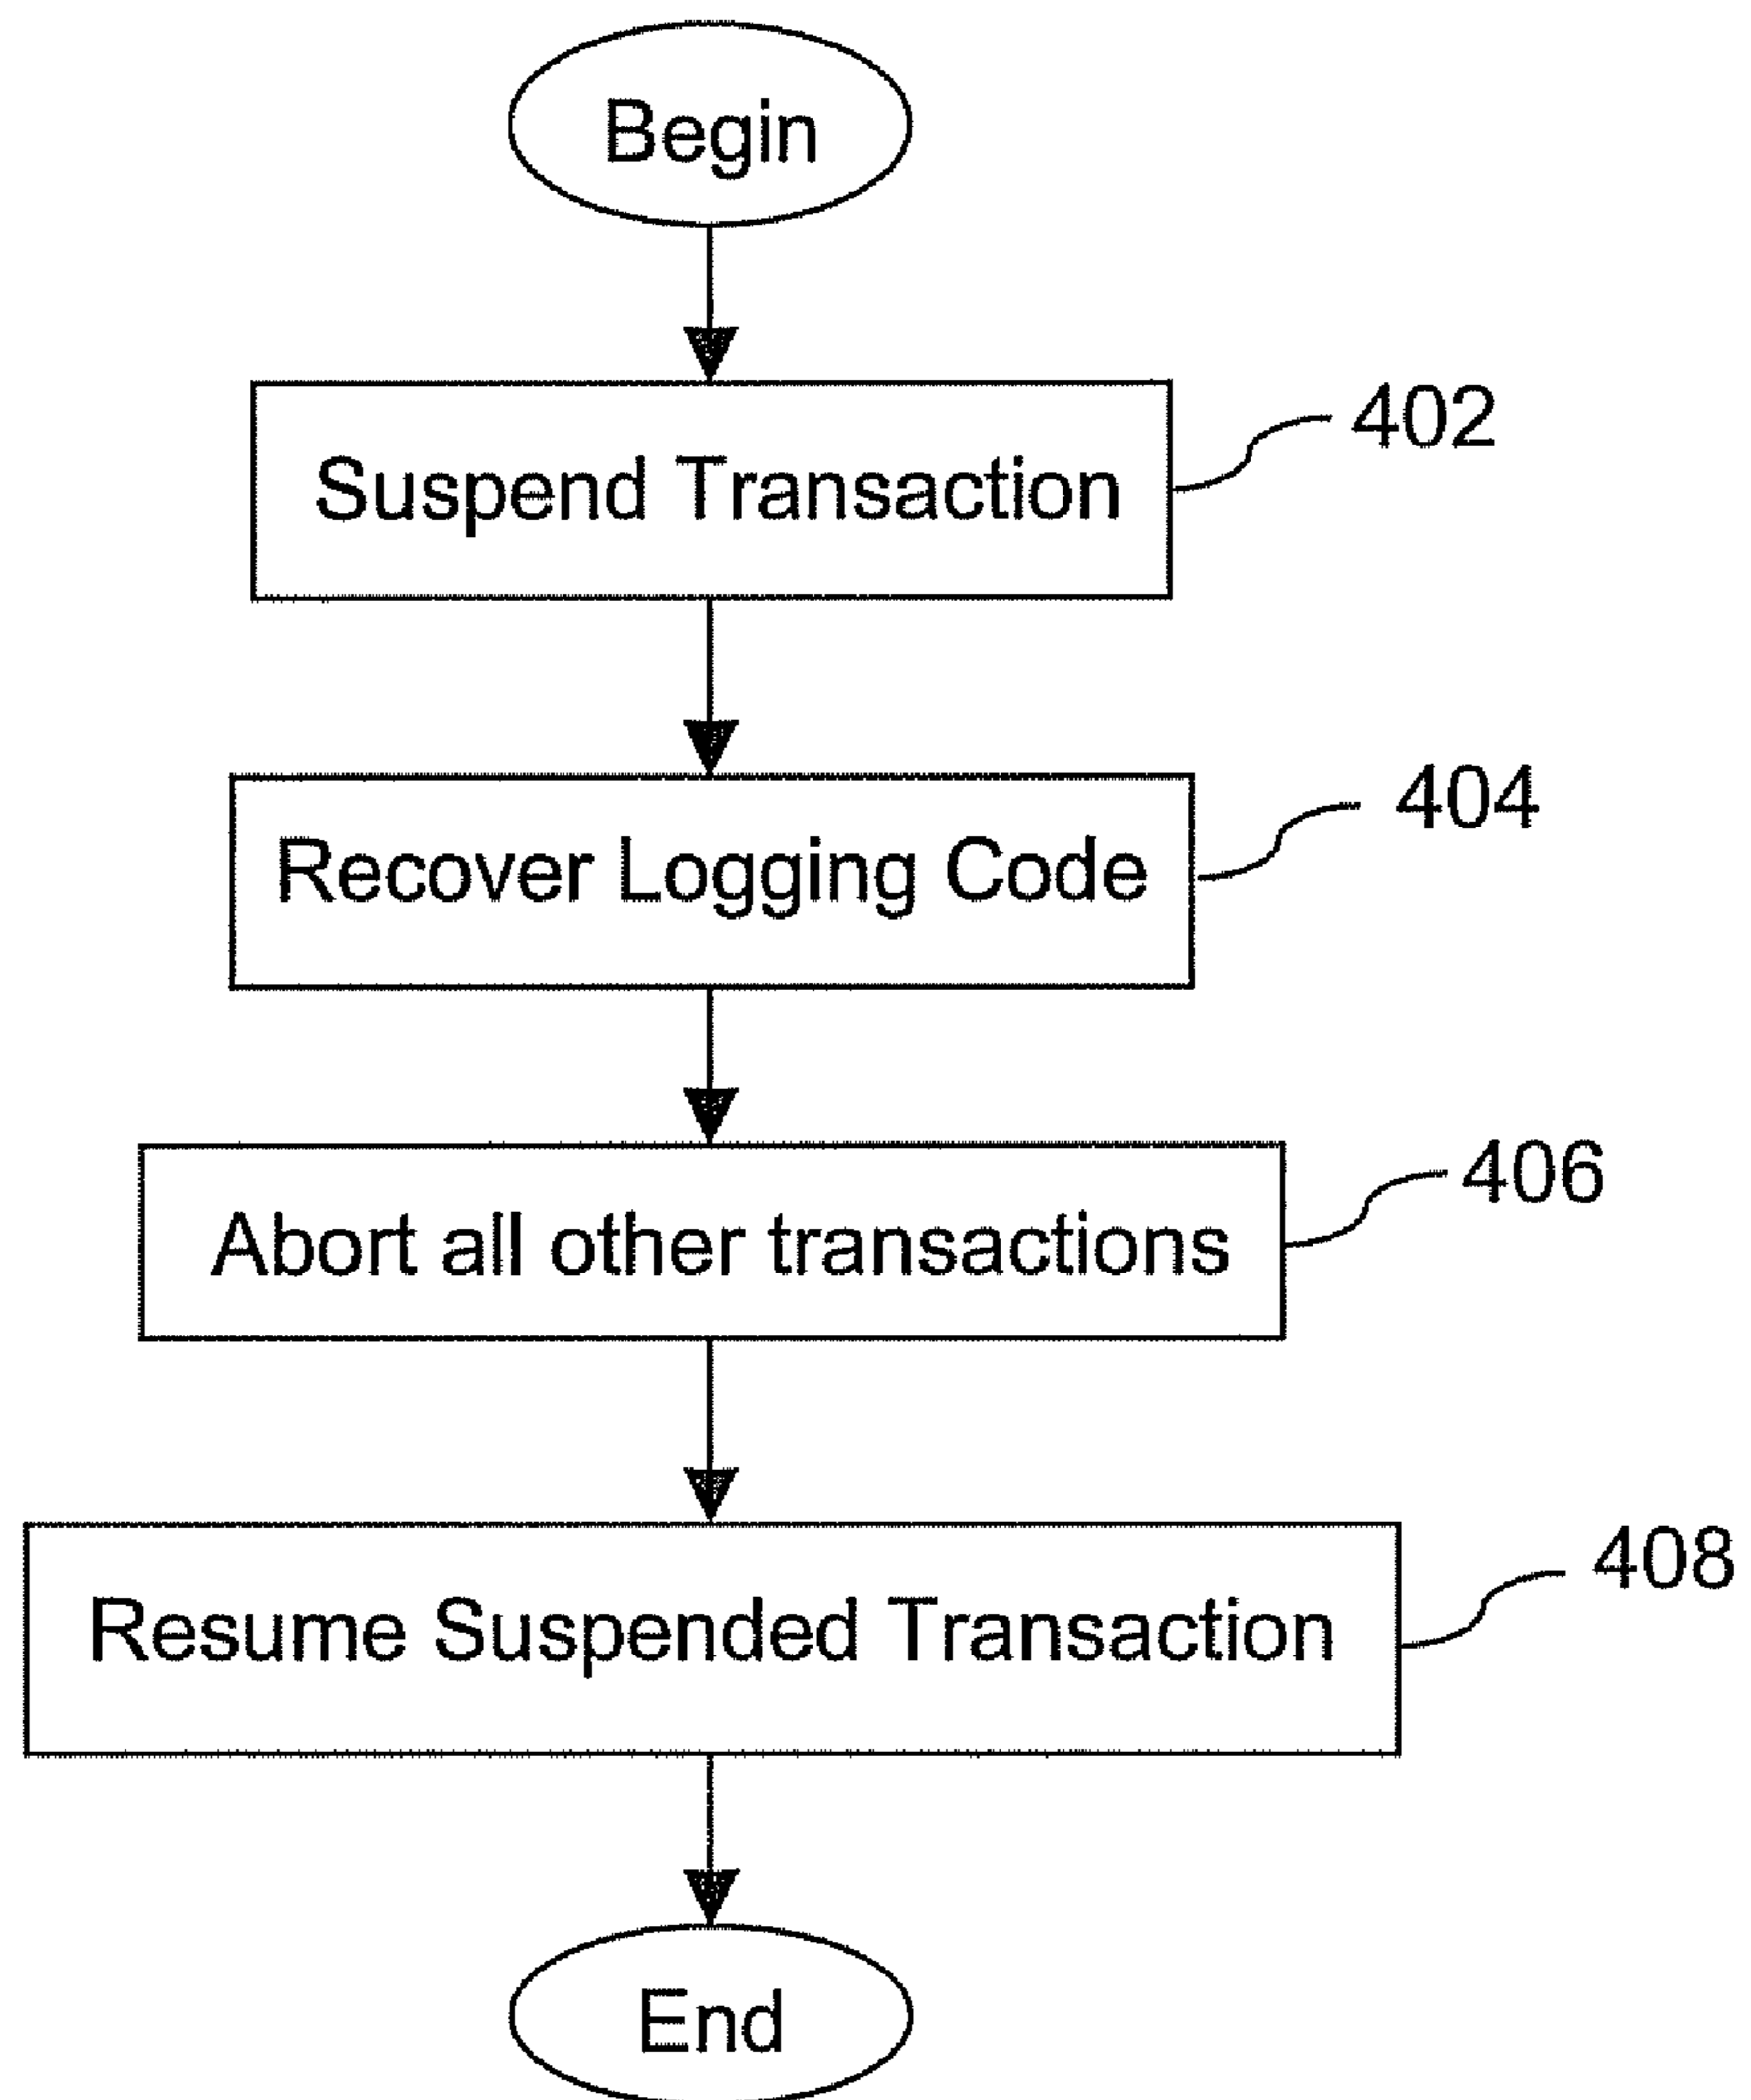 Begin
Suspend Transaction
402
Recover Logging Code
404
Abort all other transactions
406
Resume Suspended Transaction
408
End